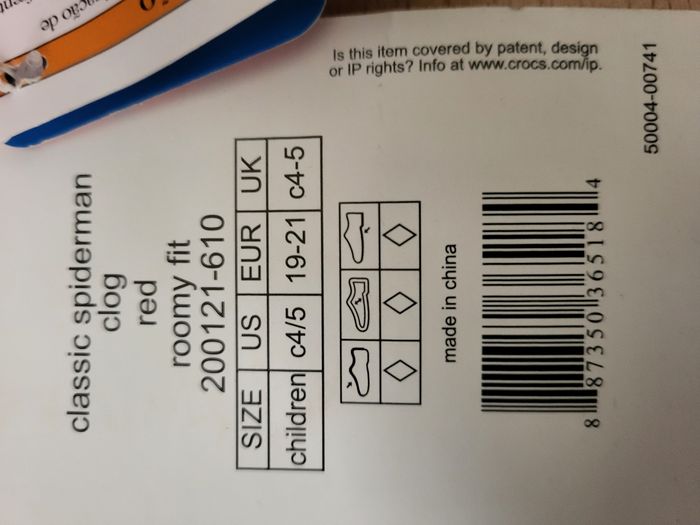 classic spiderman
clog
red
roomy fit
200121-610
SIZE US EUR UK
children c4/5 19-21 c4-5
made in china
8 87350 36518 4
Is this item covered by patent, design
or IP rights? Info at www.crocs.com/ip.
50004-00741
ação de